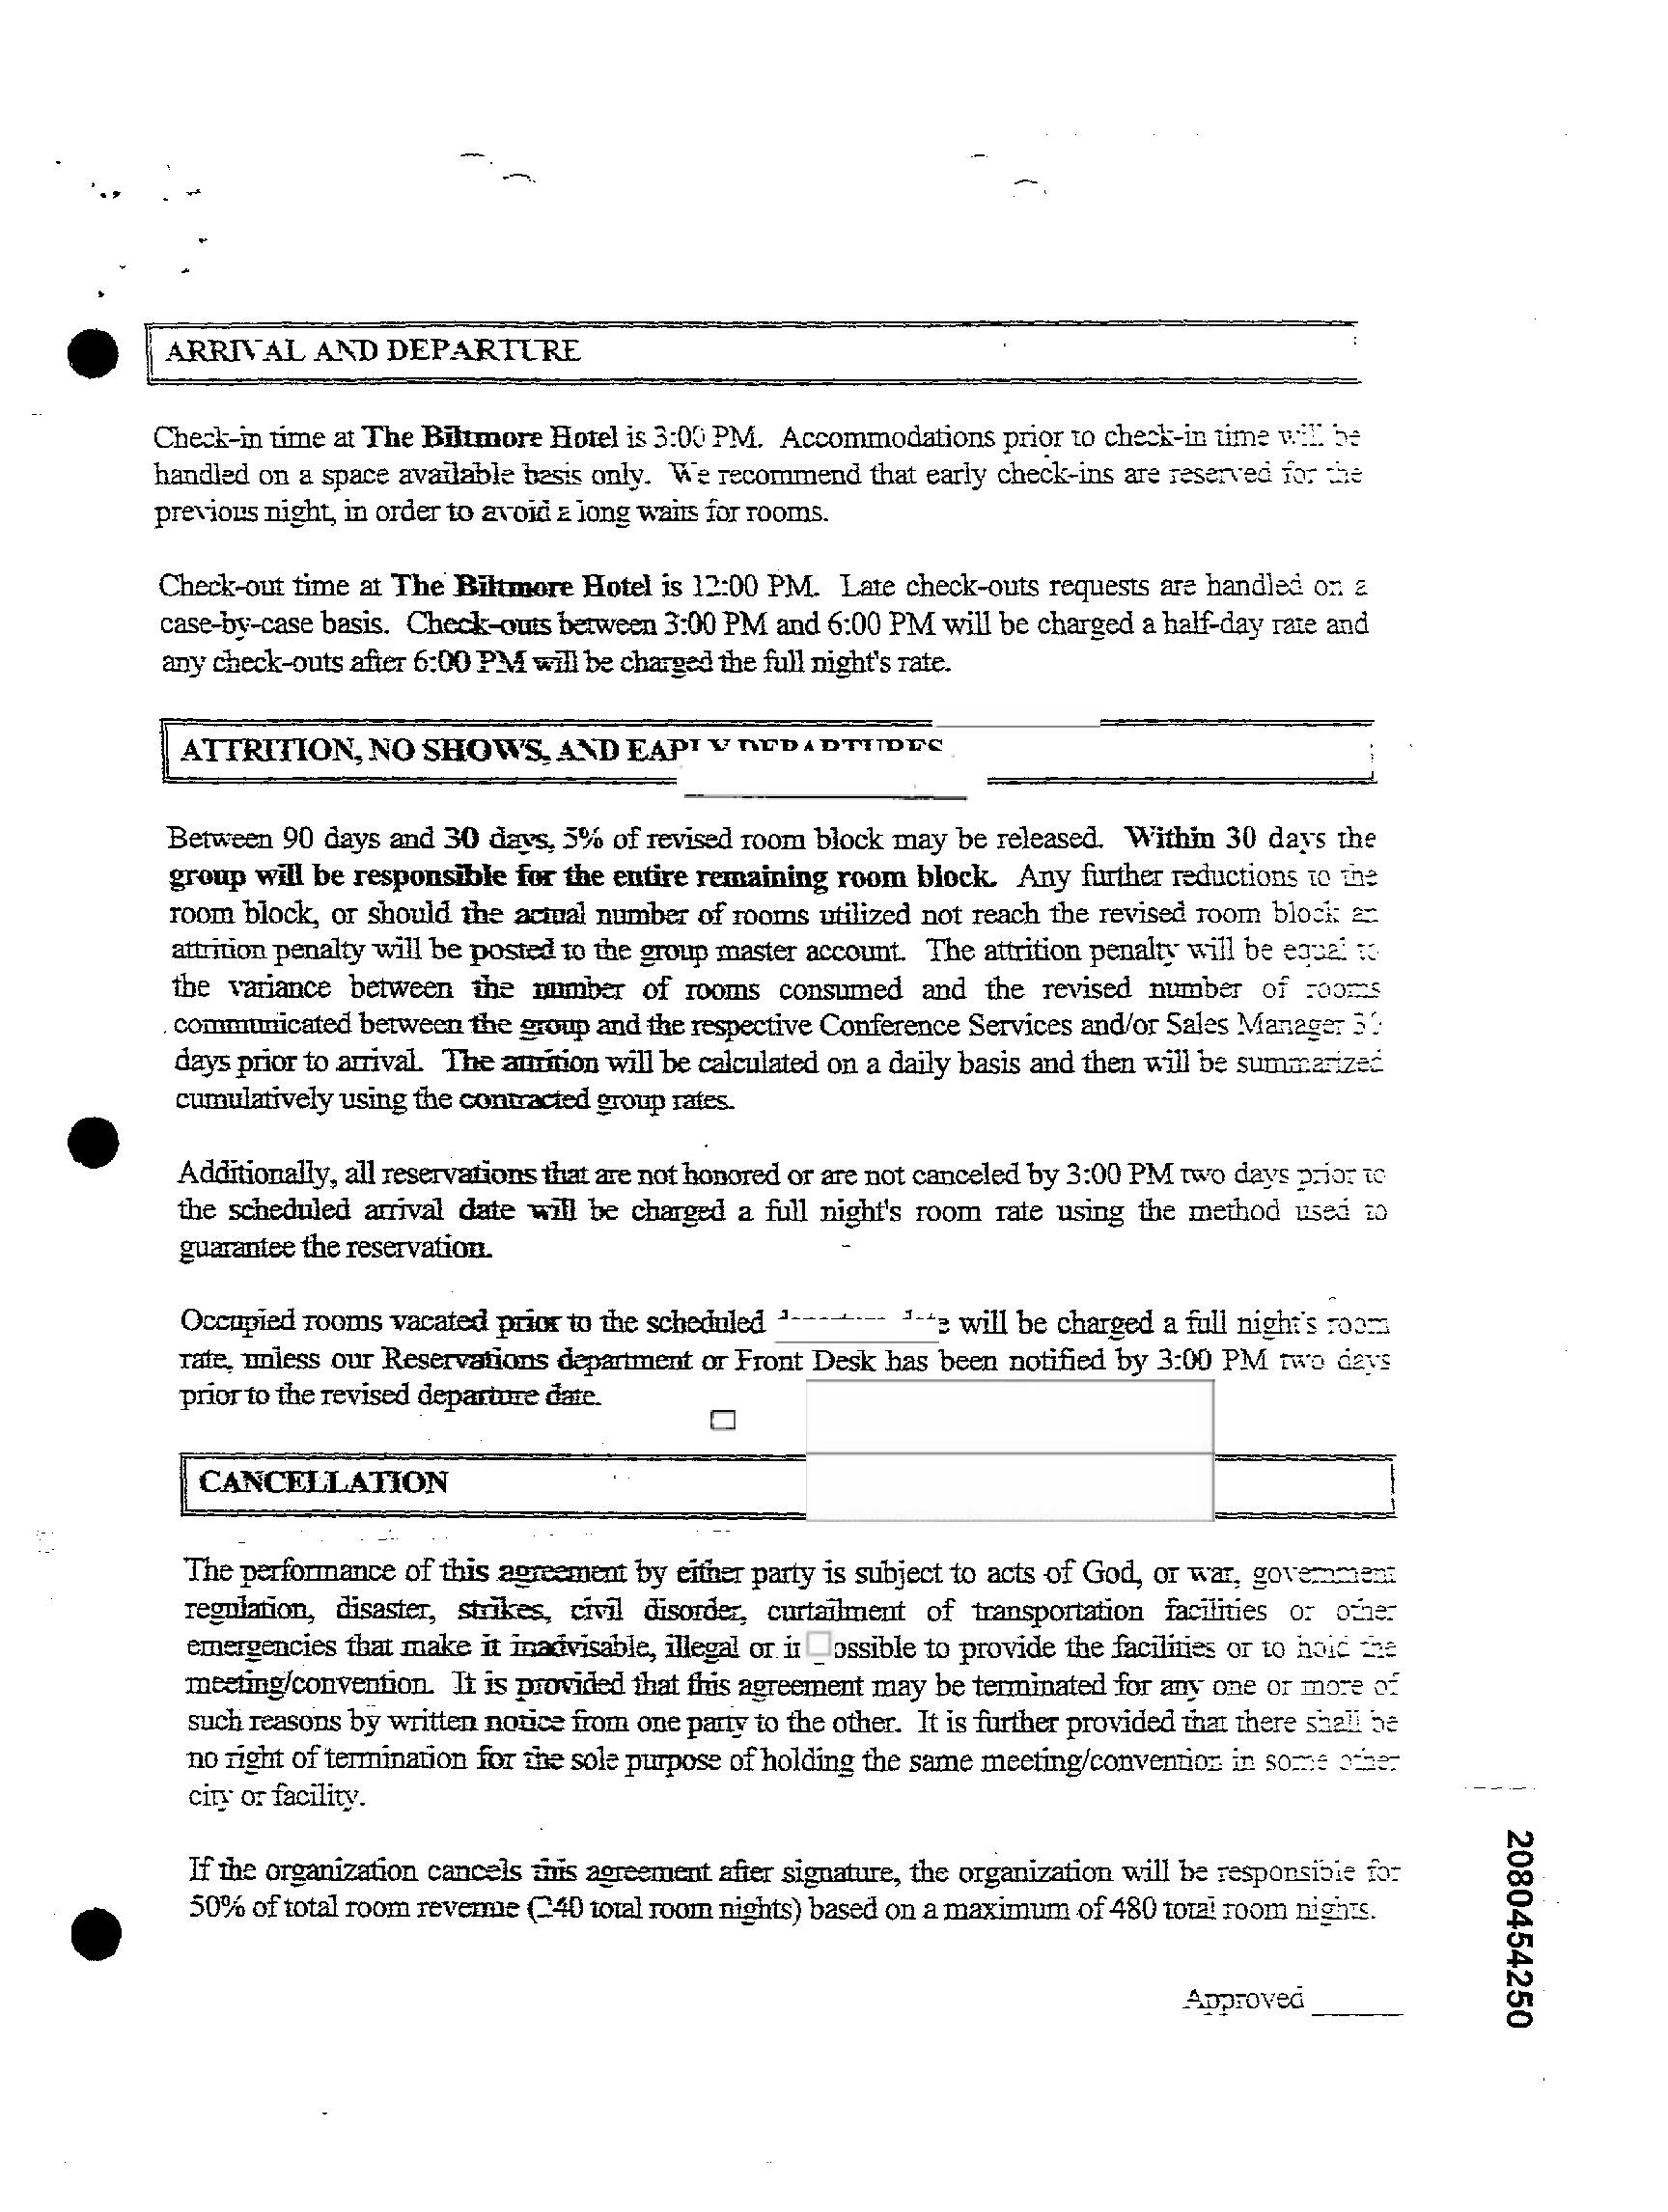 ARRIVAL AND DEPARTURE
Check-in time at The Biltmore Hotel is 3:00 PM. Accommodations prior to check-in time will be
handled on a space available basis only. We recommend that early check-ins are reserved for the
previous night, in order to avoid a long waits for rooms.
Check-out time at The Biltmore Hotel is 12:00 PM. Late check-outs requests are handled on a
case-by-case basis. Check-outs between 3:00 PM and 6:00 PM will be charged a half-day rate and
any check-outs after 6:00 PM will be charged the full night's rate.
ATTRITION, NO SHOWS, AND EARLY DEPARTURES
Between 90 days and 30 days, 5% of revised room block may be released. Within 30 days the
group will be responsible for the entire remaining room block. Any further reductions to the
room block, or should the actual number of rooms utilized not reach the revised room block an
attrition penalty will be posted to the group master account. The attrition penalty will be equal to
the variance between the number of rooms consumed and the revised number of rooms
communicated between the group and the respective Conference Services and/or Sales Manager
days prior to arrival. The attrition will be calculated on a daily basis and then will be summarized
cumulatively using the contracted group rates.
Additionally, all reservations that are not honored or are not canceled by 3:00 PM two days prior to
the scheduled arrival date will be charged a full night's room rate using the method used to
guarantee the reservation.
Occupied rooms vacated prior to the scheduled will be charged a full night's room
rate, unless our Reservations department or Front Desk has been notified by 3:00 PM two days
prior to the revised departure date.
CANCELLATION
The performance of this agreement by either party is subject to acts of God, or war, government
regulation, disaster, strikes, civil disorder, curtailment of transportation facilities or other
emergencies that make it inadvisable, illegal or to provide the facilities or to hold the
meeting/convention. It is provided that this agreement may be terminated for any one or more of
such reasons by written notice from one party to the other. It is further provided that there shall be
no right of termination for the sole purpose of holding the same meeting/convention in some other
city or facility.
If the organization cancels this agreement after signature, the organization will be responsible for
50% of total room revenue (240 total room nights) based on a maximum of 480 total room nights.
Approved
2080454250